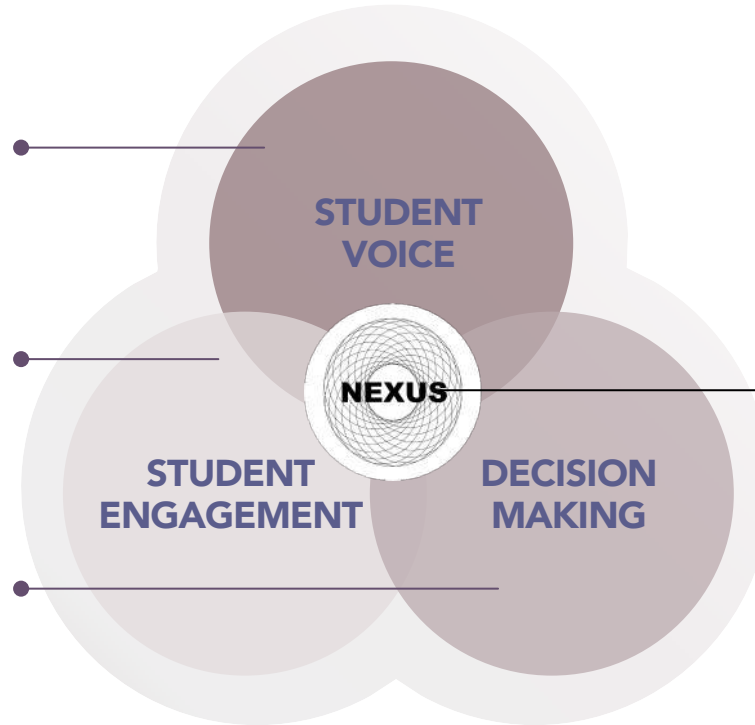 STUDENT
VOICE
NEXUS
STUDENT
ENGAGEMENT
DECISION
MAKING